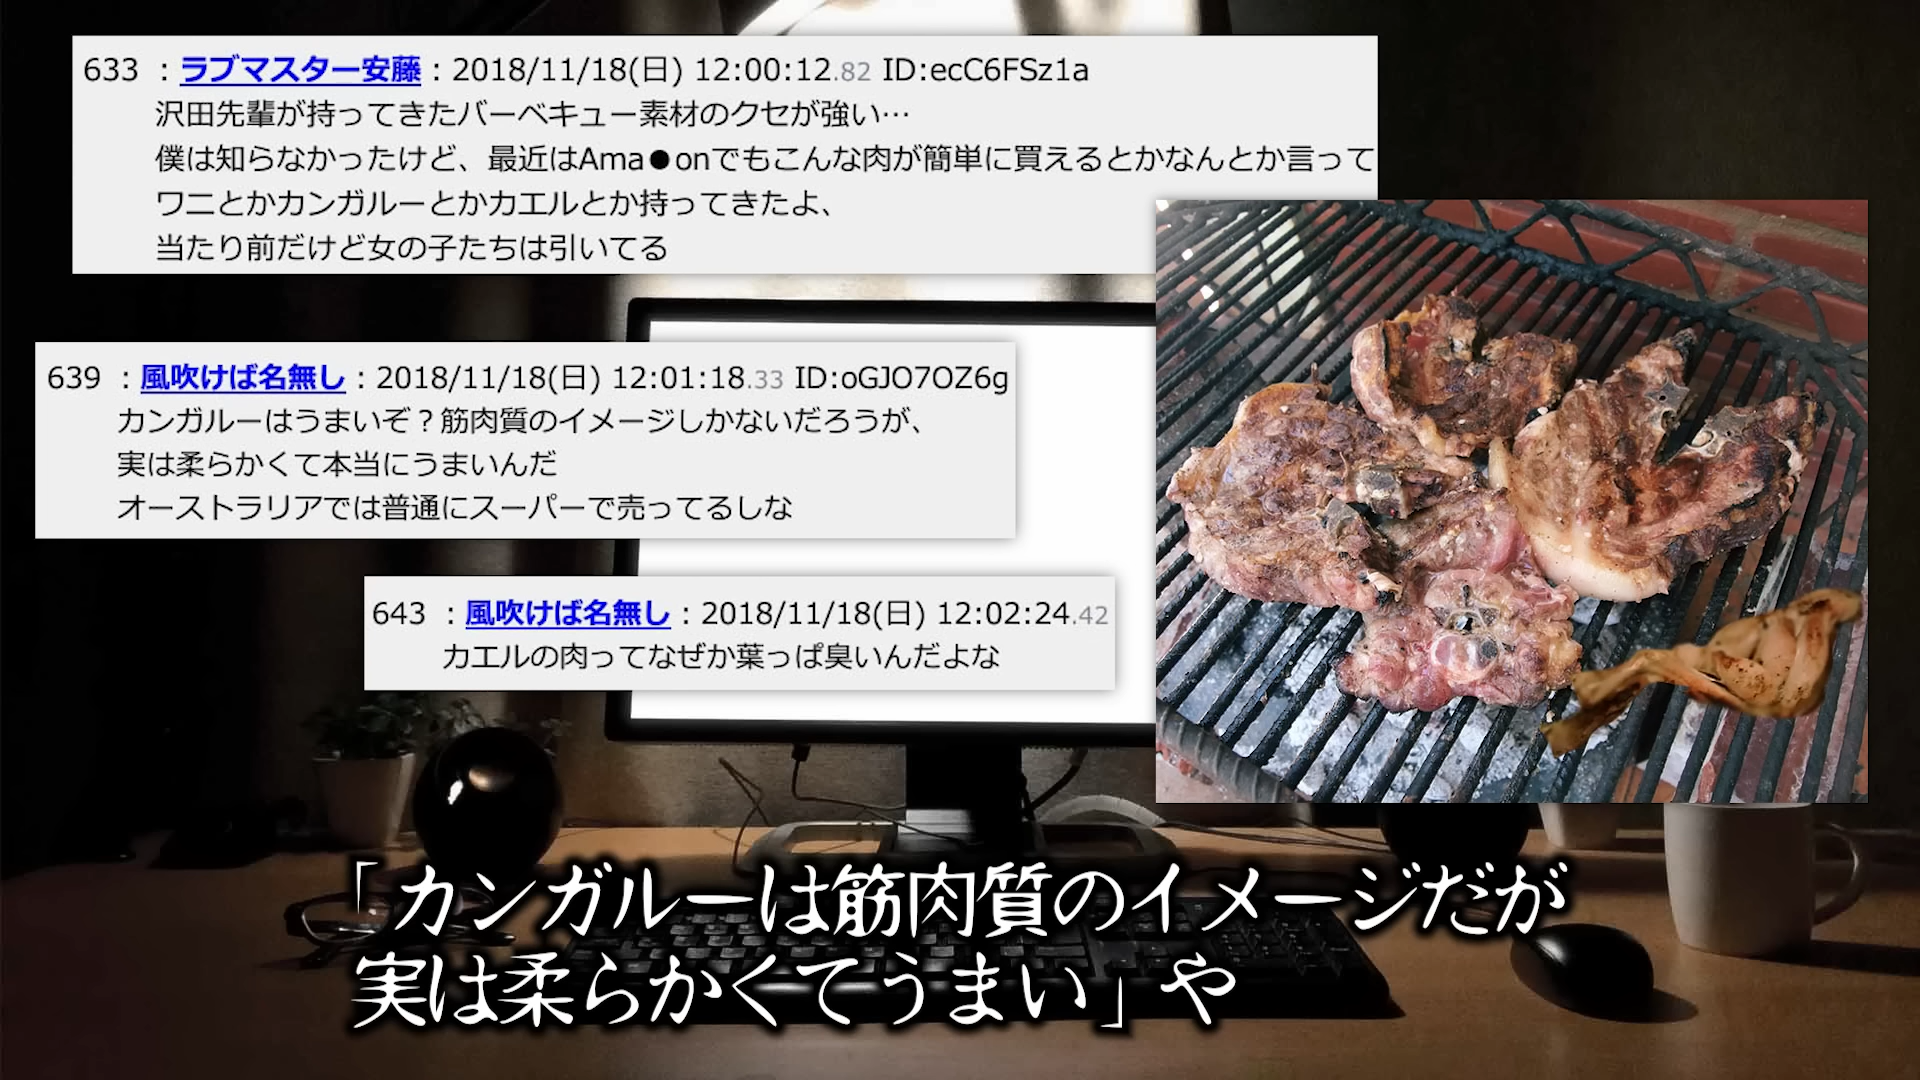 633 ：ラブマスター安藤：2018/11/18(日) 12:00:12.82 ID:ecC6FSz1a
沢田先輩が持ってきたバーベキュー素材のクセが強い…
僕は知らなかったけど、最近はAma●onでもこんな肉が簡単に買えるとかなんとか言って
ワニとかカンガルーとかカエルとか持ってきたよ、
当たり前だけど女の子たちは引いてる
639 ：風吹けば名無し：2018/11/18(日) 12:01:18.33 ID:oGJO7OZ6g
カンガルーはうまいぞ？筋肉質のイメージしかないだろうが、
実は柔らかくて本当にうまいんだ
オーストラリアでは普通にスーパーで売ってるしな
643 ：風吹けば名無し：2018/11/18(日) 12:02:24.42
カエルの肉ってなぜか葉っぱ臭いんだよな
「カンガルーは筋肉質のイメージだが
実は柔らかくてうまい」や